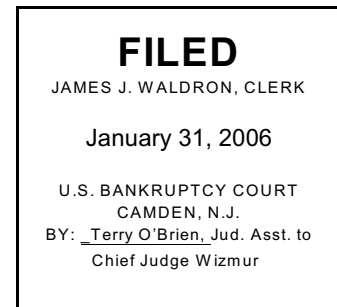 FILED
JAMES J. WALDRON, CLERK
January 31, 2006
U.S. BANKRUPTCY COURT
CAMDEN, N.J.
BY: _Terry O'Brien, Jud. Asst. to
Chief Judge Wizmur